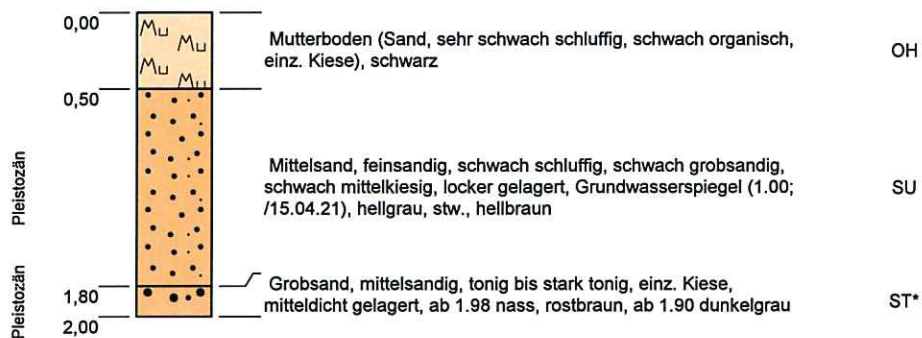 0,00
Mu
Mu
Mu
Mu
Mutterboden (Sand, sehr schwach schluffig, schwach organisch,
einz. Kiese), schwarz
OH
0,50
Pleistozän
Mittelsand, feinsandig, schwach schluffig, schwach grobsandig,
schwach mittelkiesig, locker gelagert, Grundwasserspiegel (1.00;
/15.04.21), hellgrau, stw., hellbraun
SU
Pleistozän
1,80
Grobsand, mittelsandig, tonig bis stark tonig, einz. Kiese,
mitteldicht gelagert, ab 1.98 nass, rostbraun, ab 1.90 dunkelgrau
ST*
2,00